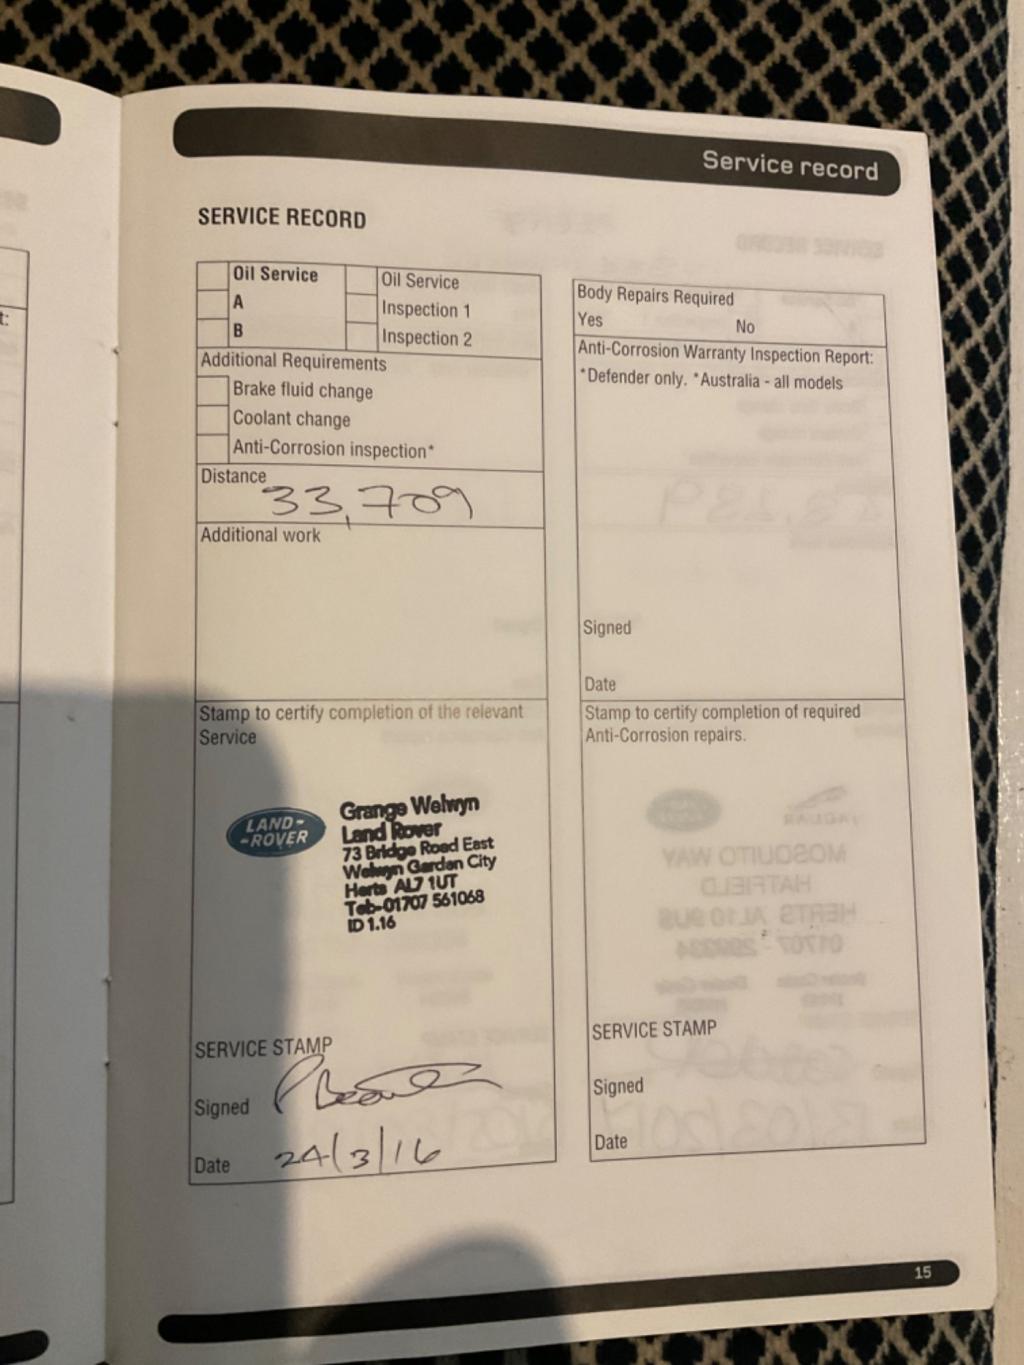 Service record
SERVICE RECORD
Oil Service
A
B
Oil Service
Inspection 1
Inspection 2
Additional Requirements
Brake fluid change
Coolant change
Anti-Corrosion inspection*
Distance
33,709
Additional work
Stamp to certify completion of the relevant
Service
LAND-
-ROVER
Grange Welwyn
Land Rover
73 Bridge Road East
Welwyn Garden City
Herts AL7 1UT
Tel:-01707 561068
ID 1.16
SERVICE STAMP
Signed
Date 24/3/16
Body Repairs Required
Yes No
Anti-Corrosion Warranty Inspection Report:
*Defender only. *Australia - all models
Signed
Date
Stamp to certify completion of required
Anti-Corrosion repairs.
SERVICE STAMP
Signed
Date
15